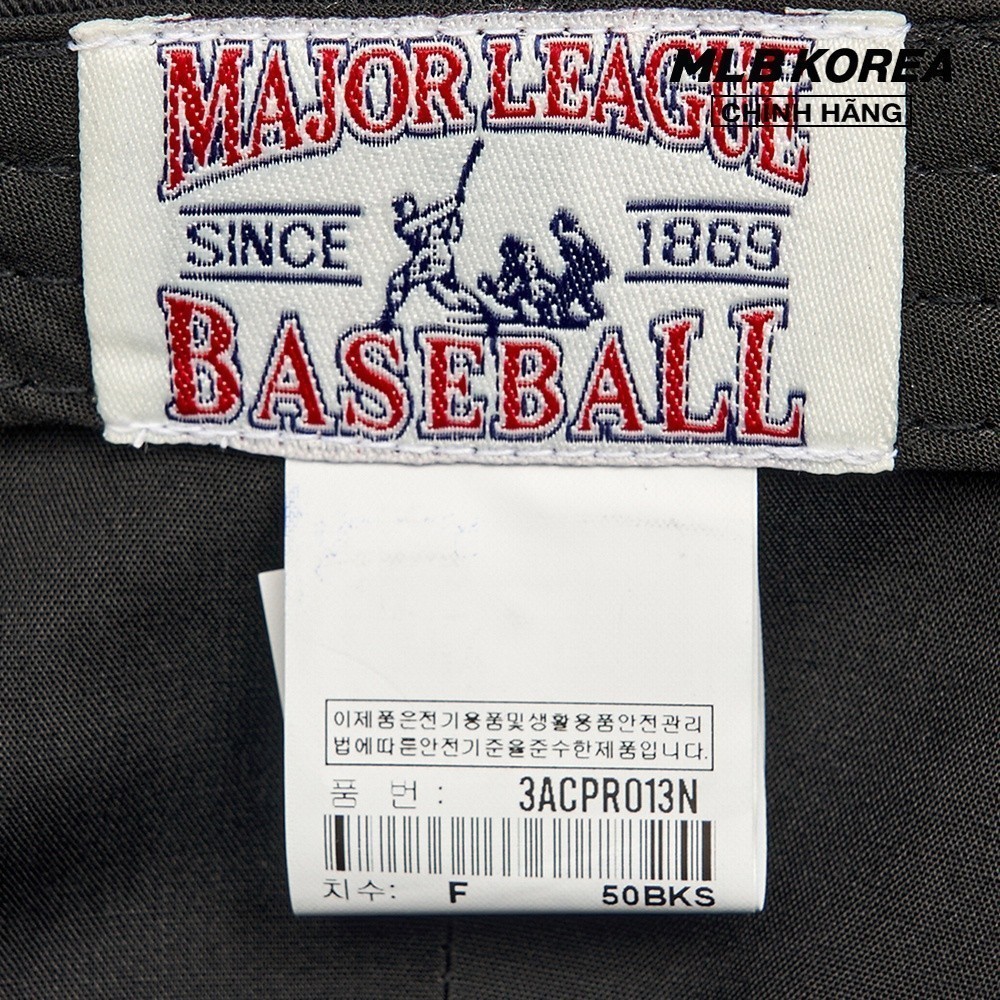 MAJOR LEAGUE
MLB KOREA
CHÍNH HÃNG
SINCE 1869
BASEBALL
이제품은전기용품및생활용품안전관리
법에따른안전기준을준수한제품입니다.
품 번 : 3ACPR013N
치수: F 50BKS